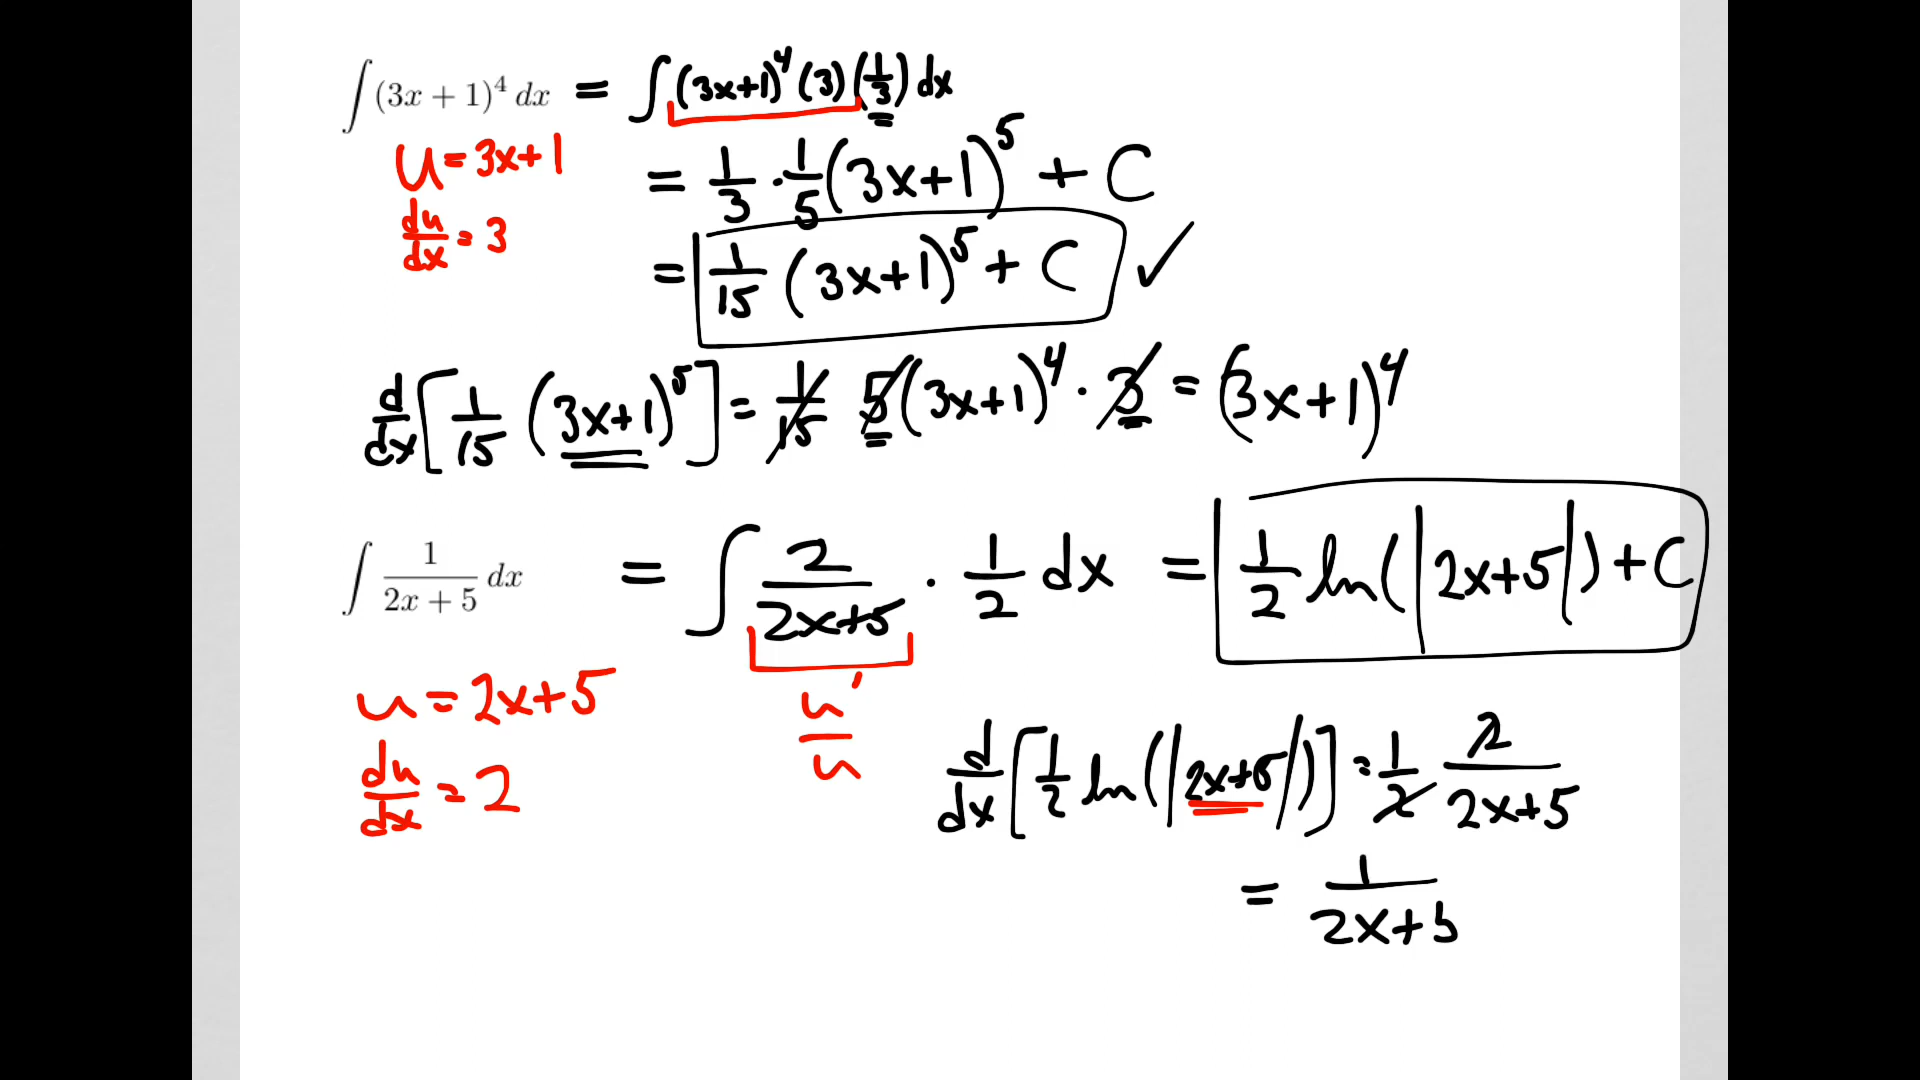 ∫(3x + 1)⁴ dx = ∫(3x+1)⁴ (3) (1/3) dx
u = 3x+1
= 1/3 · 1/5 (3x+1)⁵ + C
du/dx = 3
= 1/15 (3x+1)⁵ + C ✓
d/dx [1/15 (3x+1)⁵] = 1/15 5(3x+1)⁴ · 3 = (3x+1)⁴
∫ 1/(2x + 5) dx = ∫ 2/(2x+5) · 1/2 dx = 1/2 ln(|2x+5|) + C
u = 2x+5
u'/u
du/dx = 2
d/dx [1/2 ln(|2x+5|)] = 1/2 2/(2x+5)
= 1/(2x+5)